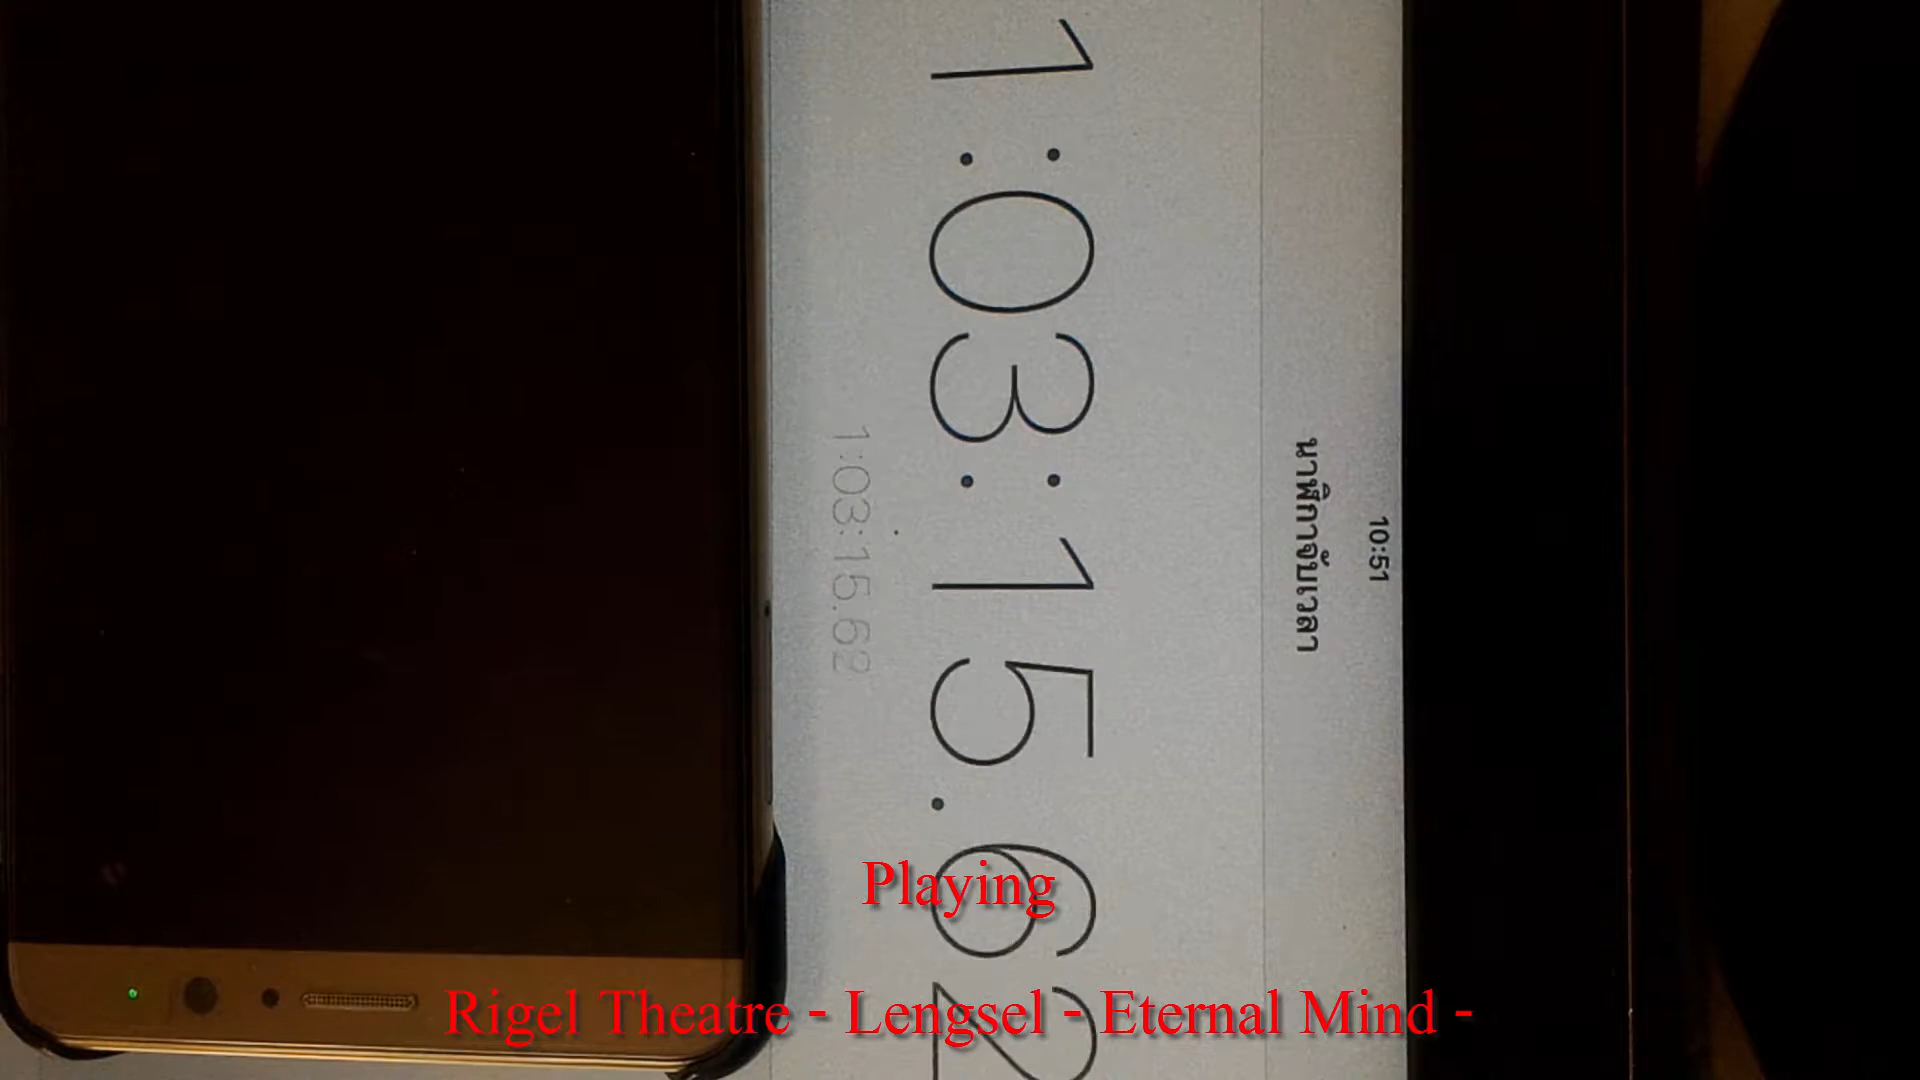 10:51
นาฬิกาจับเวลา
1:03:15.62
1:03:15.62
Playing
Rigel Theatre - Lengsel - Eternal Mind -